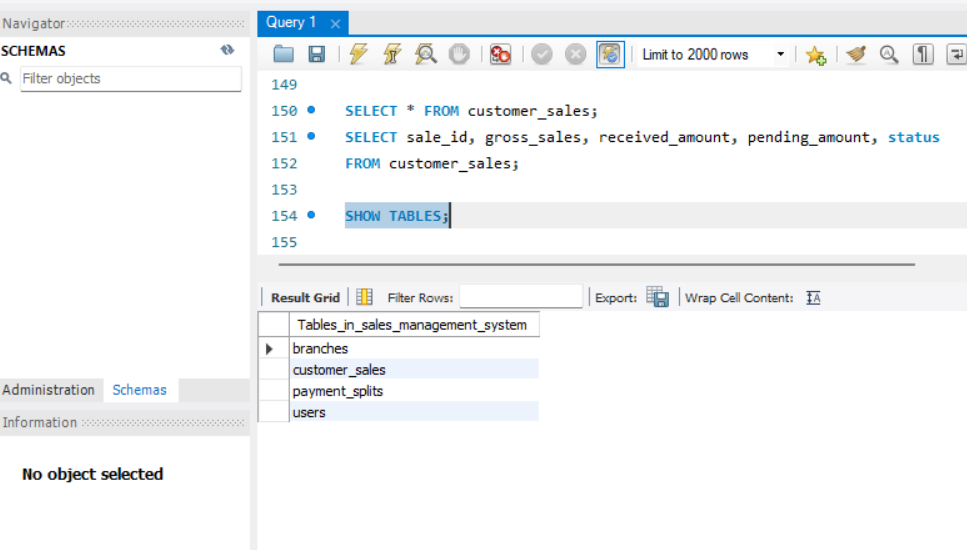 Navigator
Query 1
SCHEMAS
Filter objects
Limit to 2000 rows
149
150 SELECT * FROM customer_sales;
151 SELECT sale_id, gross_sales, received_amount, pending_amount, status
152 FROM customer_sales;
153
154 SHOW TABLES;
155
Result Grid Filter Rows: Export: Wrap Cell Content: IA
Tables_in_sales_management_system
branches
customer_sales
payment_splits
users
Administration Schemas
Information
No object selected